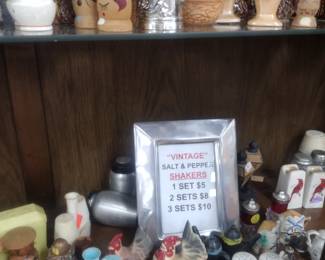 "VINTAGE"
SALT & PEPPER
SHAKERS
1 SET $5
2 SETS $8
3 SETS $10